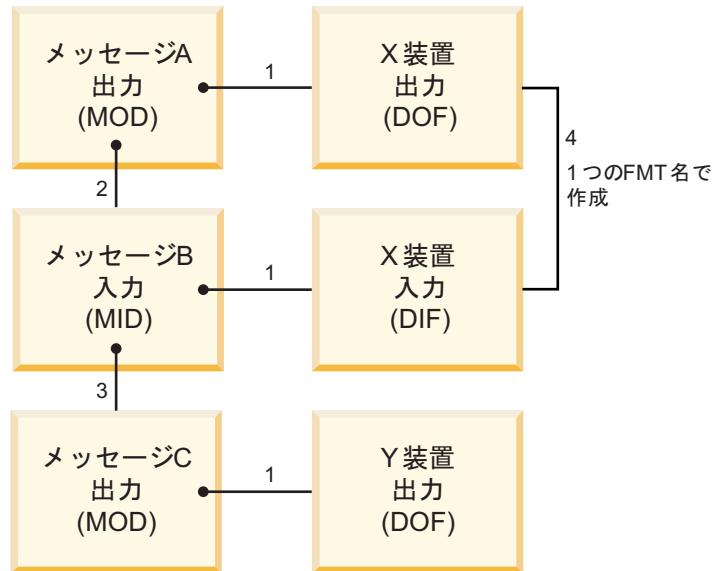 メッセージA
出力
(MOD)
1
X装置
出力
(DOF)
4
1つのFMT名で
作成
2
メッセージB
入力
(MID)
1
X装置
入力
(DIF)
3
メッセージC
出力
(MOD)
1
Y装置
出力
(DOF)